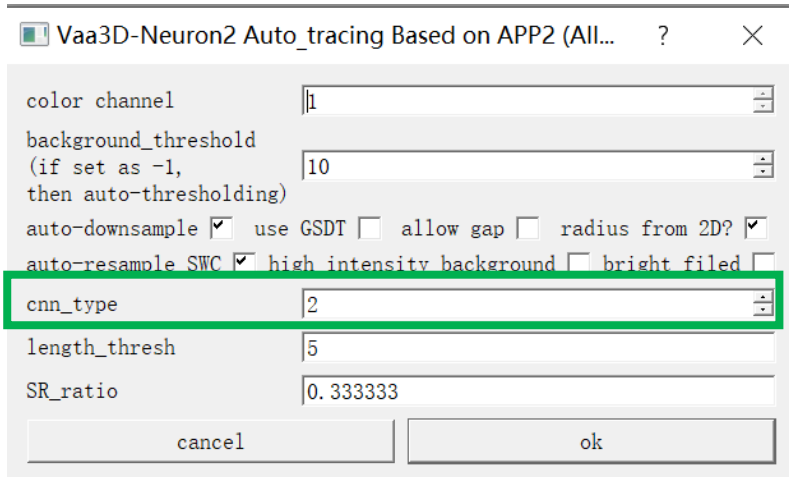 Vaa3D-Neuron2 Auto_tracing Based on APP2 (All... ?
color channel 1
background_threshold
(if set as -1, 10
then auto-thresholding)
auto-downsample use GSDT allow gap radius from 2D?
auto-resample SWC high intensity background bright filed
cnn_type 2
length_thresh 5
SR_ratio 0.333333
cancel ok